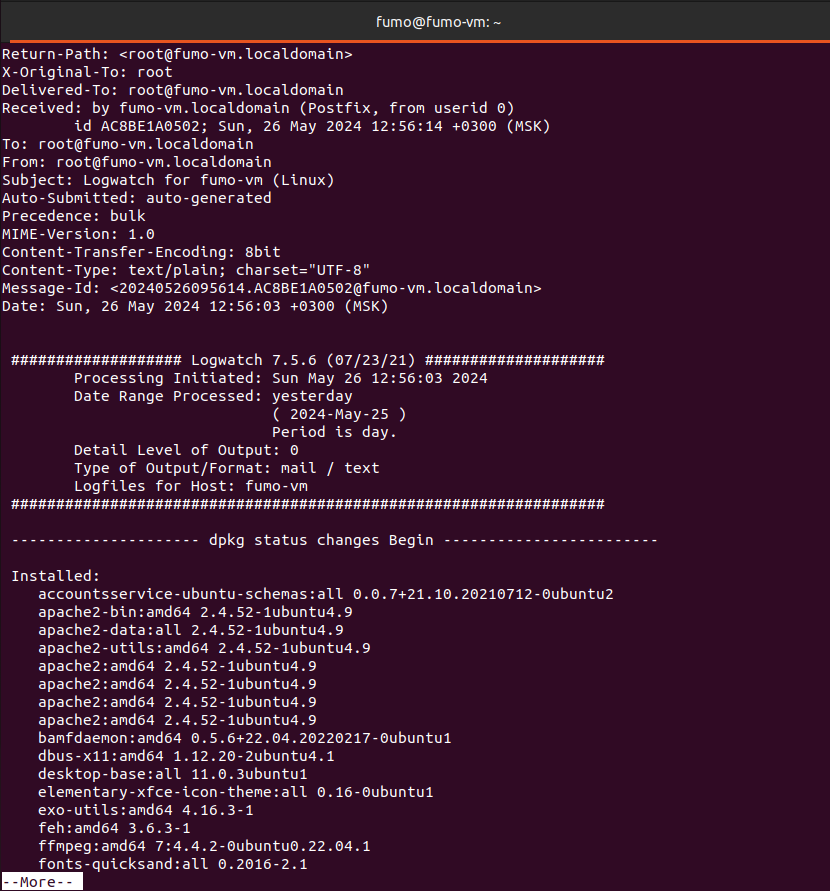 fumo@fumo-vm: ~
Return-Path: <root@fumo-vm.localdomain>
X-Original-To: root
Delivered-To: root@fumo-vm.localdomain
Received: by fumo-vm.localdomain (Postfix, from userid 0)
        id AC8BE1A0502; Sun, 26 May 2024 12:56:14 +0300 (MSK)
To: root@fumo-vm.localdomain
From: root@fumo-vm.localdomain
Subject: Logwatch for fumo-vm (Linux)
Auto-Submitted: auto-generated
Precedence: bulk
MIME-Version: 1.0
Content-Transfer-Encoding: 8bit
Content-Type: text/plain; charset="UTF-8"
Message-Id: <20240526095614.AC8BE1A0502@fumo-vm.localdomain>
Date: Sun, 26 May 2024 12:56:03 +0300 (MSK)
 ################### Logwatch 7.5.6 (07/23/21) ####################
        Processing Initiated: Sun May 26 12:56:03 2024
        Date Range Processed: yesterday
                              ( 2024-May-25 )
                              Period is day.
        Detail Level of Output: 0
        Type of Output/Format: mail / text
        Logfiles for Host: fumo-vm
 ##################################################################
 --------------------- dpkg status changes Begin ------------------------
 Installed:
    accountsservice-ubuntu-schemas:all 0.0.7+21.10.20210712-0ubuntu2
    apache2-bin:amd64 2.4.52-1ubuntu4.9
    apache2-data:all 2.4.52-1ubuntu4.9
    apache2-utils:amd64 2.4.52-1ubuntu4.9
    apache2:amd64 2.4.52-1ubuntu4.9
    apache2:amd64 2.4.52-1ubuntu4.9
    apache2:amd64 2.4.52-1ubuntu4.9
    apache2:amd64 2.4.52-1ubuntu4.9
    bamfdaemon:amd64 0.5.6+22.04.20220217-0ubuntu1
    dbus-x11:amd64 1.12.20-2ubuntu4.1
    desktop-base:all 11.0.3ubuntu1
    elementary-xfce-icon-theme:all 0.16-0ubuntu1
    exo-utils:amd64 4.16.3-1
    feh:amd64 3.6.3-1
    ffmpeg:amd64 7:4.4.2-0ubuntu0.22.04.1
    fonts-quicksand:all 0.2016-2.1
--More--